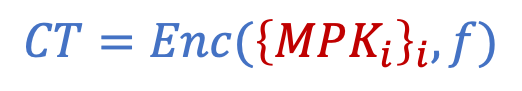 CT = Enc({MPK_i}_i, f)